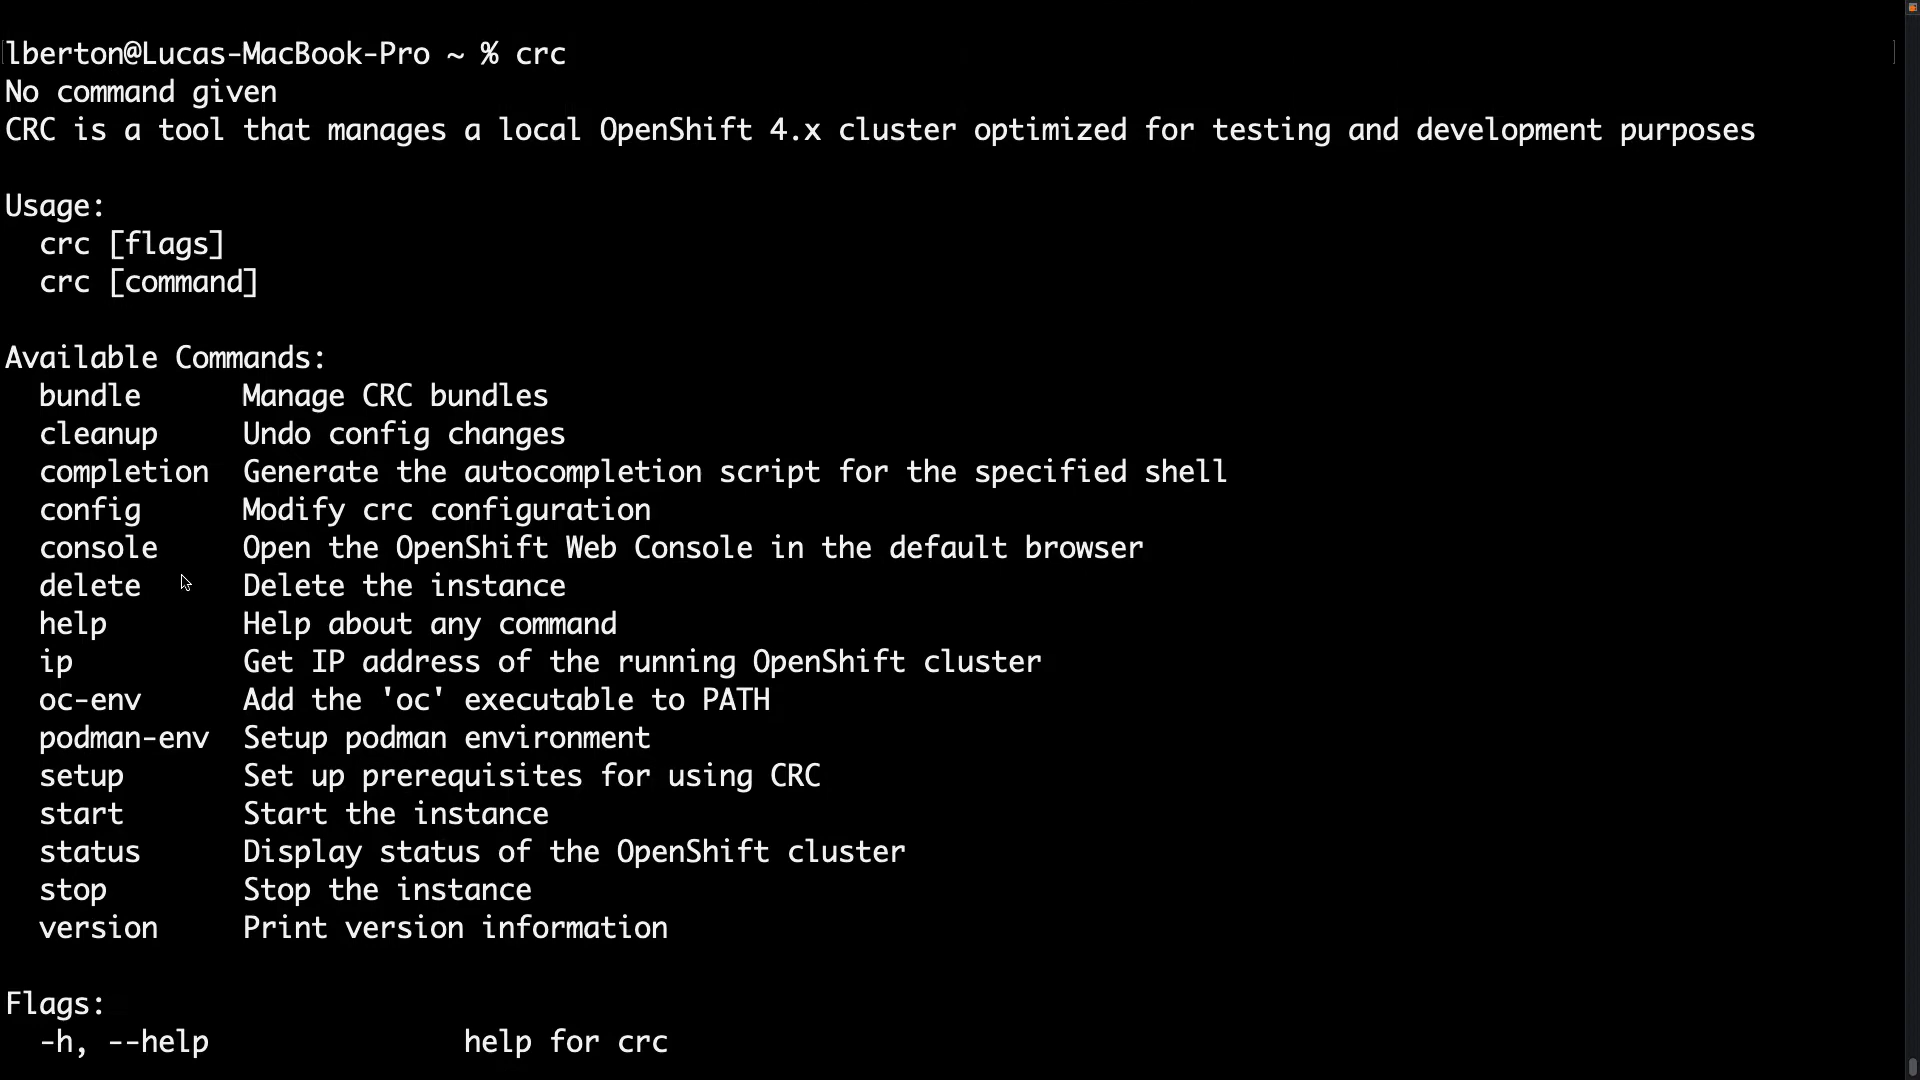 lberton@Lucas-MacBook-Pro ~ % crc
No command given
CRC is a tool that manages a local OpenShift 4.x cluster optimized for testing and development purposes
Usage:
crc [flags]
crc [command]
Available Commands:
bundle Manage CRC bundles
cleanup Undo config changes
completion Generate the autocompletion script for the specified shell
config Modify crc configuration
console Open the OpenShift Web Console in the default browser
delete Delete the instance
help Help about any command
ip Get IP address of the running OpenShift cluster
oc-env Add the 'oc' executable to PATH
podman-env Setup podman environment
setup Set up prerequisites for using CRC
start Start the instance
status Display status of the OpenShift cluster
stop Stop the instance
version Print version information
Flags:
-h, --help help for crc